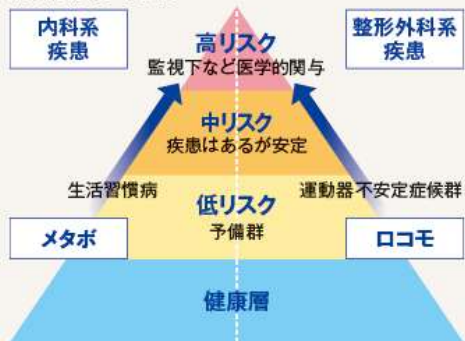 内科系
疾患
整形外科系
疾患
高リスク
監視下など医学的関与
中リスク
疾患はあるが安定
生活習慣病
運動器不安定症候群
低リスク
予備群
メタボ
ロコモ
健康層